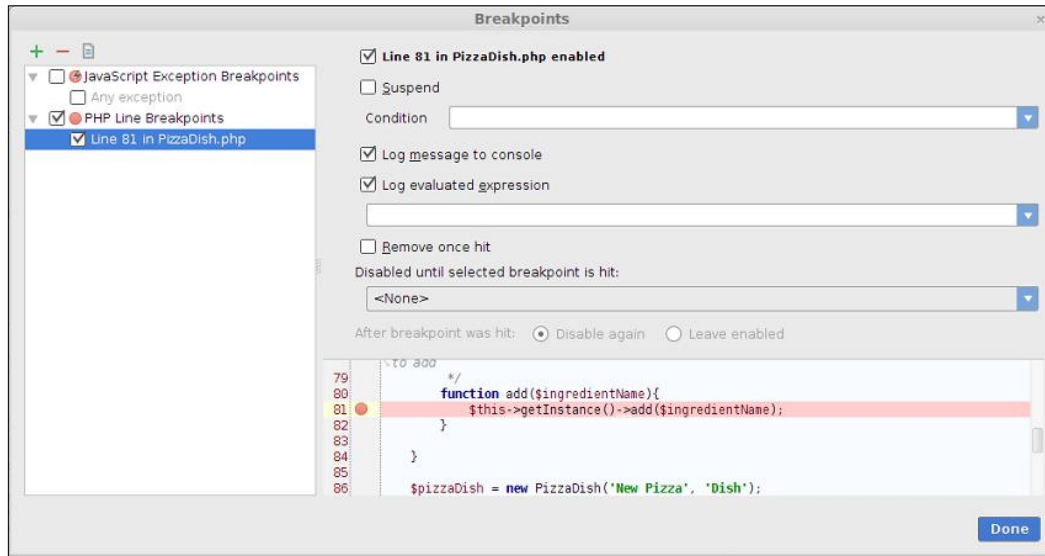 Breakpoints
JavaScript Exception Breakpoints
Any exception
PHP Line Breakpoints
Line 81 in PizzaDish.php
Line 81 in PizzaDish.php enabled
Suspend
Condition
Log message to console
Log evaluated expression
Remove once hit
Disabled until selected breakpoint is hit:
<None>
After breakpoint was hit: Disable again Leave enabled
to add
79 */
80 function add($ingredientName){
81 $this->getInstance()->add($ingredientName);
82 }
83
84 }
85
86 $pizzaDish = new PizzaDish('New Pizza', 'Dish');
Done